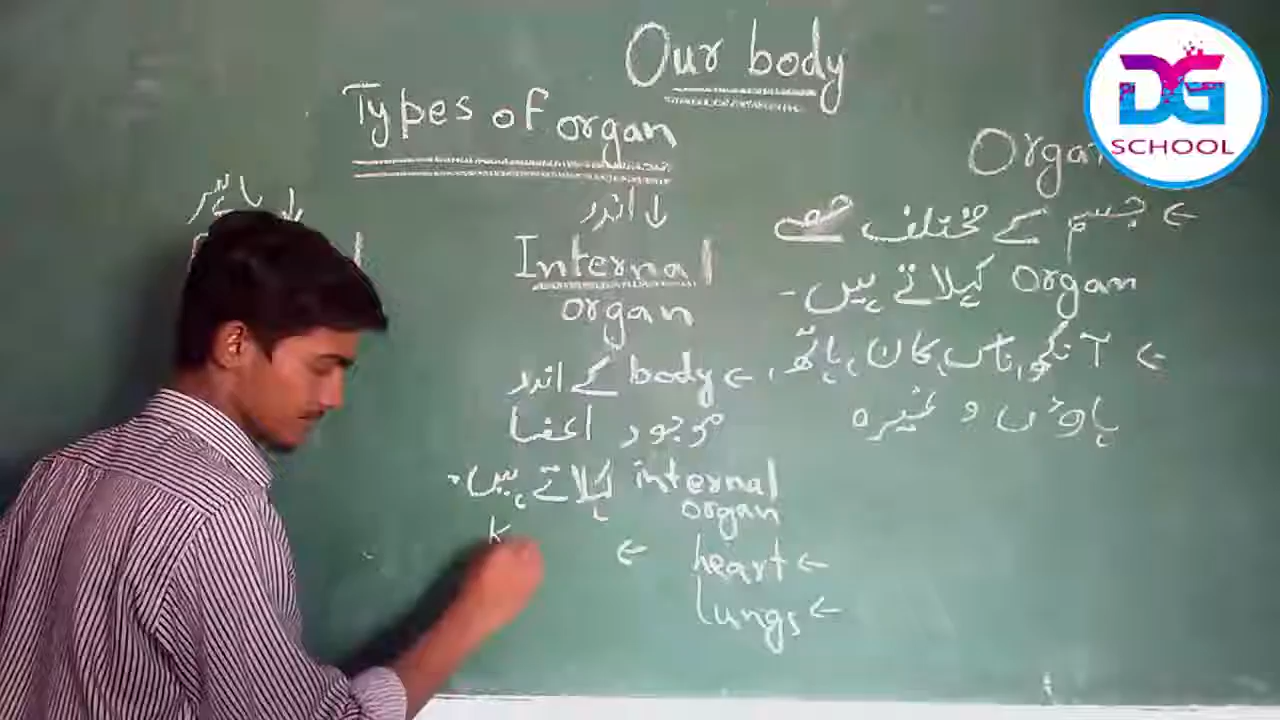 Our body
Types of organ
DG
SCHOOL
Organ
← جسم کے مختلف حصے
organ کہلاتے ہیں۔
← آنکھ، ناک، کان، ہاتھ،
پاؤں وغیرہ
↓ اندر
Internal
organ
← body کے اندر
موجود اعضا
internal کہلاتے ہیں۔
organ
heart ←
lungs ←
←
K
باہر ↓